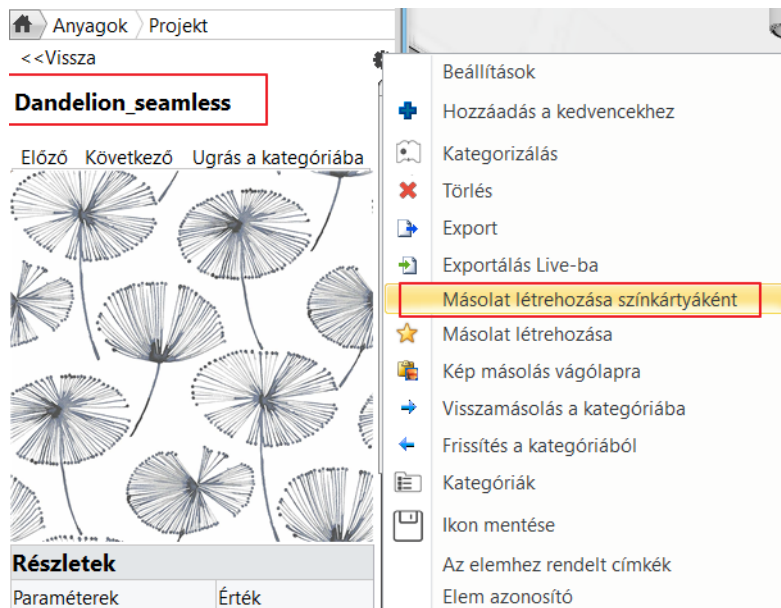 Anyagok Projekt
<<Vissza
Dandelion_seamless
Előző Következő Ugrás a kategóriába
Részletek
Paraméterek Érték
Beállítások
Hozzáadás a kedvencekhez
Kategorizálás
Törlés
Export
Exportálás Live-ba
Másolat létrehozása színkártyáként
Másolat létrehozása
Kép másolás vágólapra
Visszamásolás a kategóriába
Frissítés a kategóriából
Kategóriák
Ikon mentése
Az elemhez rendelt címkék
Elem azonosító